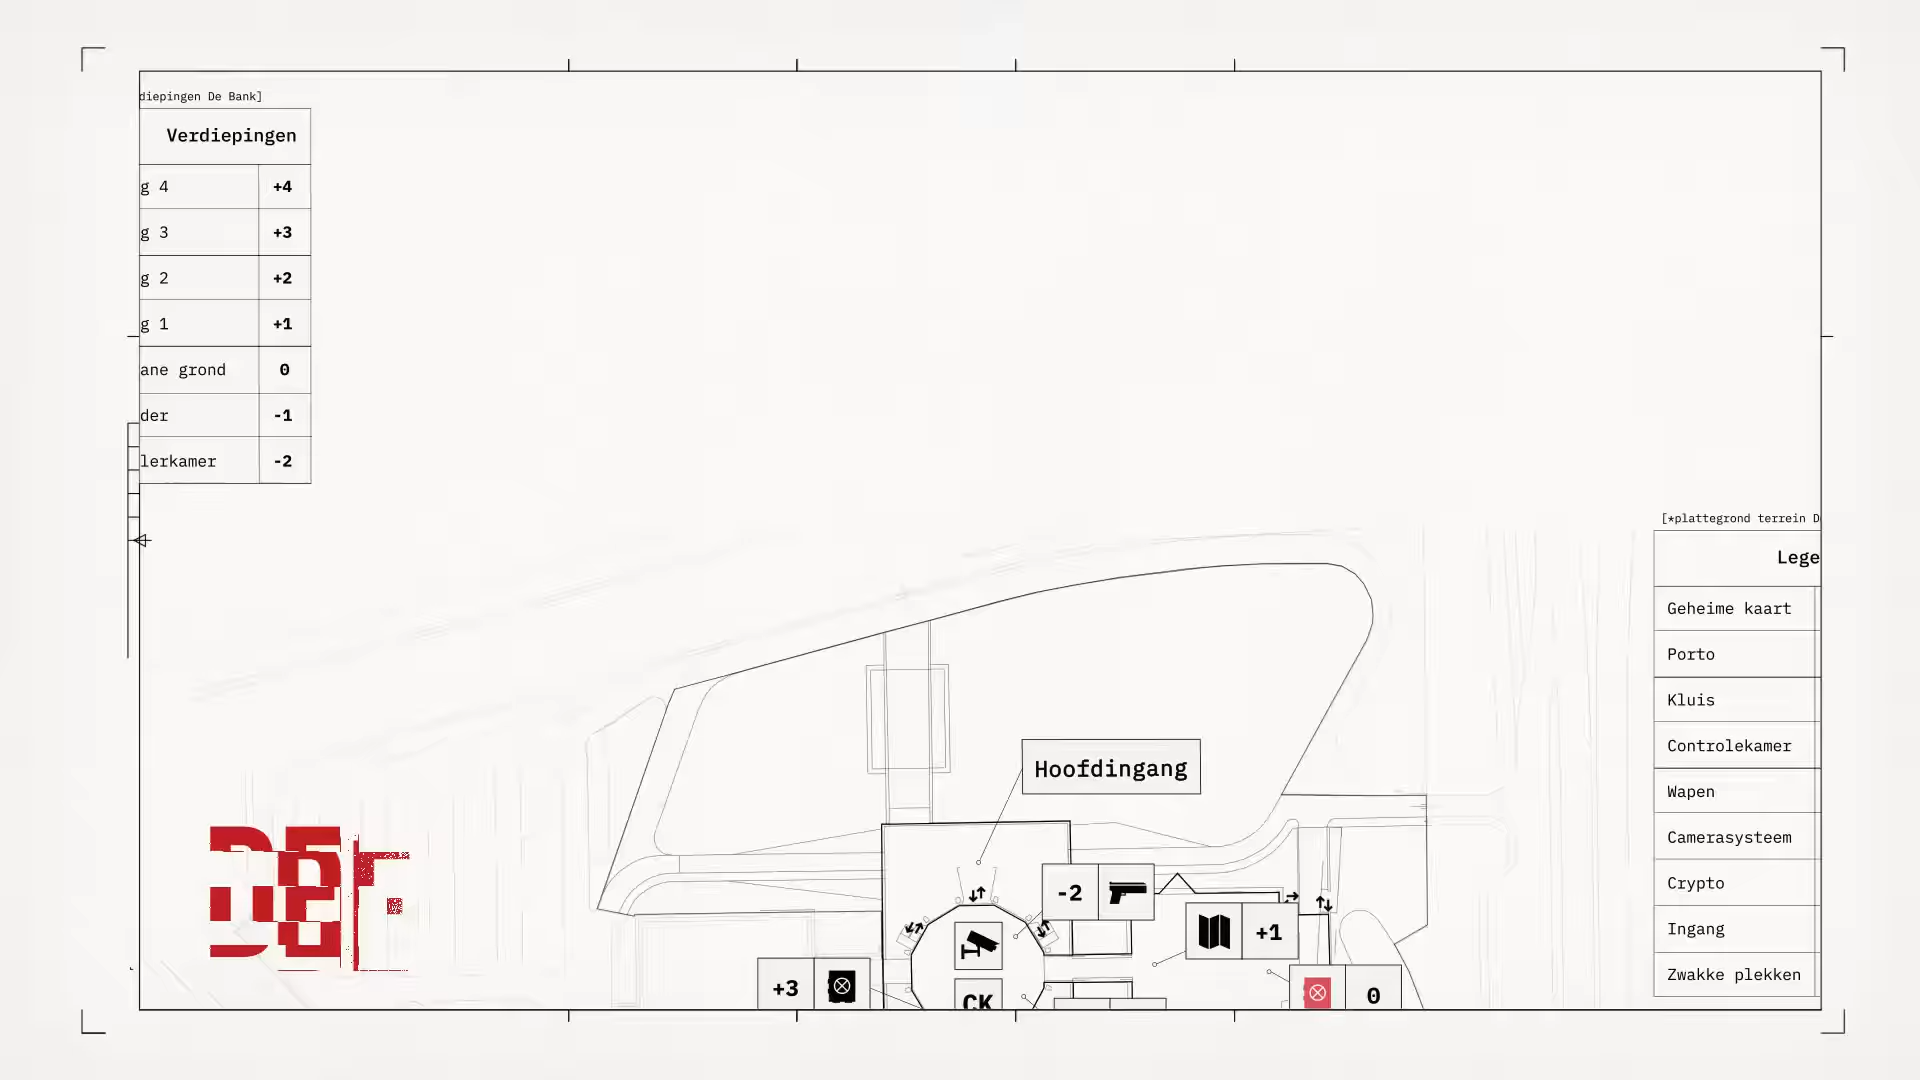 diepingen De Bank]
Verdiepingen
g 4 +4
g 3 +3
g 2 +2
g 1 +1
ane grond 0
der -1
lerkamer -2
[*plattegrond terrein D
Lege
Geheime kaart
Porto
Kluis
Controlekamer
Wapen
Camerasysteem
Crypto
Ingang
Zwakke plekken
Hoofdingang
-2
+1
+3
CK
0
DE